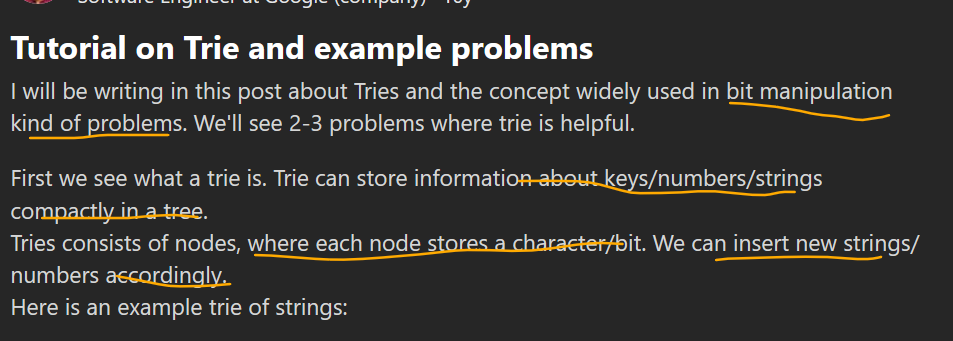 Software Engineer at Google (company) · 10y
Tutorial on Trie and example problems
I will be writing in this post about Tries and the concept widely used in bit manipulation
kind of problems. We'll see 2-3 problems where trie is helpful.
First we see what a trie is. Trie can store information about keys/numbers/strings
compactly in a tree.
Tries consists of nodes, where each node stores a character/bit. We can insert new strings/
numbers accordingly.
Here is an example trie of strings: